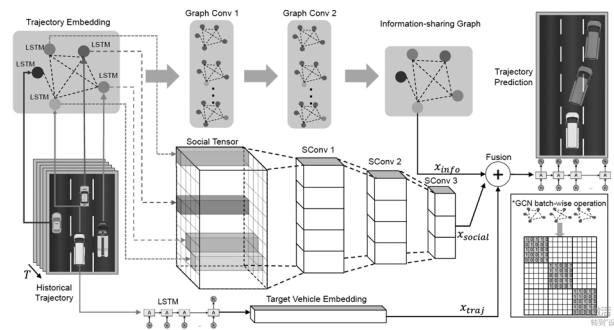 Trajectory Embedding
Graph Conv 1
Graph Conv 2
Information-sharing Graph
LSTM
LSTM
LSTM
LSTM
Trajectory
Prediction
Social Tensor
SConv 1
SConv 2
SConv 3
x_info
Fusion
x_social
*GCN batch-wise operation
T
Historical
Trajectory
LSTM
Target Vehicle Embedding
x_traj
A A A A
A A A A